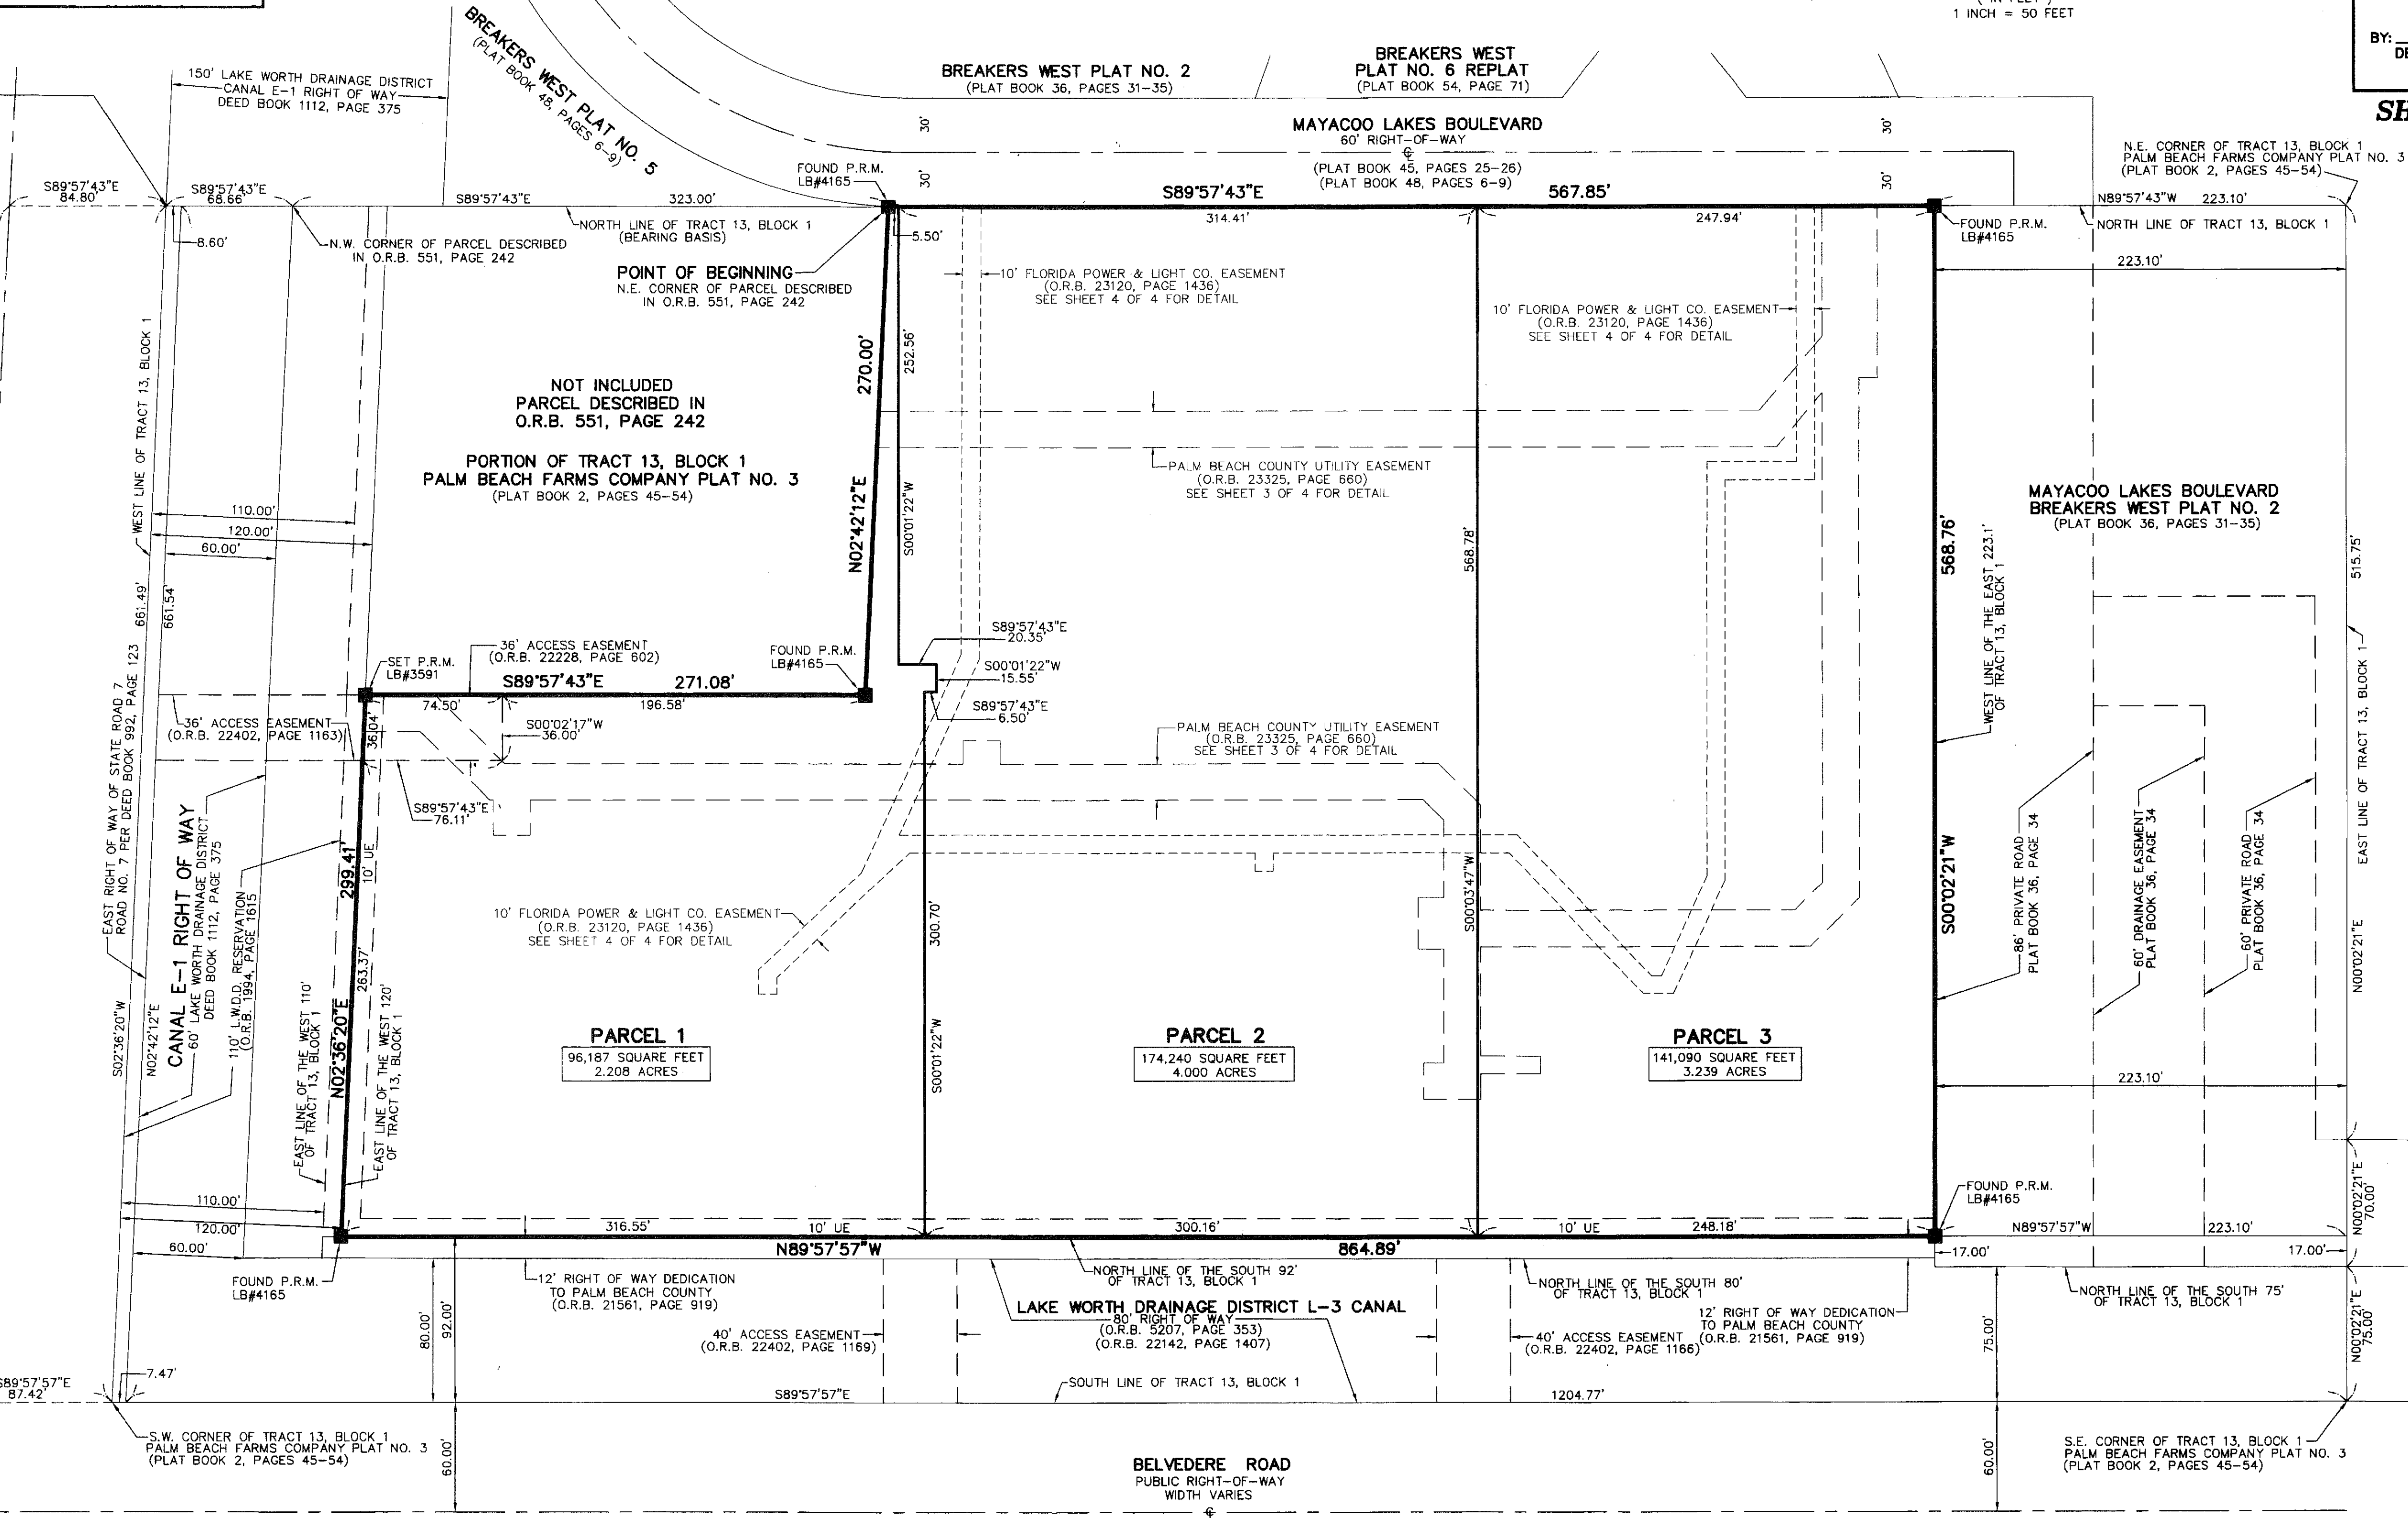 ( IN FEET )
1 INCH = 50 FEET
BY:
DE
SH
150' LAKE WORTH DRAINAGE DISTRICT
CANAL E-1 RIGHT OF WAY
DEED BOOK 1112, PAGE 375
BREAKERS WEST PLAT NO. 5
(PLAT BOOK 48, PAGES 6-9)
BREAKERS WEST PLAT NO. 2
(PLAT BOOK 36, PAGES 31-35)
BREAKERS WEST
PLAT NO. 6 REPLAT
(PLAT BOOK 54, PAGE 71)
30'
30'
MAYACOO LAKES BOULEVARD
60' RIGHT-OF-WAY
℄
(PLAT BOOK 45, PAGES 25-26)
(PLAT BOOK 48, PAGES 6-9)
30'
30'
N.E. CORNER OF TRACT 13, BLOCK 1
PALM BEACH FARMS COMPANY PLAT NO. 3
(PLAT BOOK 2, PAGES 45-54)
S89°57'43"E
84.80'
S89°57'43"E
68.66'
S89°57'43"E 323.00'
FOUND P.R.M.
LB#4165
S89°57'43"E 567.85'
N89°57'43"W 223.10'
8.60'
N.W. CORNER OF PARCEL DESCRIBED
IN O.R.B. 551, PAGE 242
NORTH LINE OF TRACT 13, BLOCK 1
(BEARING BASIS)
5.50'
314.41'
247.94'
FOUND P.R.M.
LB#4165
NORTH LINE OF TRACT 13, BLOCK 1
223.10'
POINT OF BEGINNING
N.E. CORNER OF PARCEL DESCRIBED
IN O.R.B. 551, PAGE 242
10' FLORIDA POWER & LIGHT CO. EASEMENT
(O.R.B. 23120, PAGE 1436)
SEE SHEET 4 OF 4 FOR DETAIL
10' FLORIDA POWER & LIGHT CO. EASEMENT
(O.R.B. 23120, PAGE 1436)
SEE SHEET 4 OF 4 FOR DETAIL
WEST LINE OF TRACT 13, BLOCK 1
NOT INCLUDED
PARCEL DESCRIBED IN
O.R.B. 551, PAGE 242
PORTION OF TRACT 13, BLOCK 1
PALM BEACH FARMS COMPANY PLAT NO. 3
(PLAT BOOK 2, PAGES 45-54)
270.00'
N02°42'12"E
252.56'
S00°01'22"W
PALM BEACH COUNTY UTILITY EASEMENT
(O.R.B. 23325, PAGE 660)
SEE SHEET 3 OF 4 FOR DETAIL
568.78'
568.76'
MAYACOO LAKES BOULEVARD
BREAKERS WEST PLAT NO. 2
(PLAT BOOK 36, PAGES 31-35)
WEST LINE OF THE EAST 223.1'
OF TRACT 13, BLOCK 1
515.75'
110.00'
120.00'
60.00'
661.49'
661.54'
SET P.R.M.
LB#3591
36' ACCESS EASEMENT
(O.R.B. 22228, PAGE 602)
FOUND P.R.M.
LB#4165
S89°57'43"E 271.08'
74.50'
196.58'
S89°57'43"E
20.35'
S00°01'22"W
15.55'
S89°57'43"E
6.50'
36' ACCESS EASEMENT
(O.R.B. 22402, PAGE 1163)
36.04'
S00°02'17"W
36.00'
PALM BEACH COUNTY UTILITY EASEMENT
(O.R.B. 23325, PAGE 660)
SEE SHEET 3 OF 4 FOR DETAIL
S89°57'43"E
76.11'
EAST RIGHT OF WAY OF STATE ROAD 7
ROAD NO. 7 PER DEED BOOK 992, PAGE 123
CANAL E-1 RIGHT OF WAY
60' LAKE WORTH DRAINAGE DISTRICT
DEED BOOK 1112, PAGE 375
110' L.W.D.D. RESERVATION
(O.R.B. 1994, PAGE 1615
299.41'
10' UE
263.37'
N02°36'20"E
10' FLORIDA POWER & LIGHT CO. EASEMENT
(O.R.B. 23120, PAGE 1436)
SEE SHEET 4 OF 4 FOR DETAIL
300.70'
S00°01'22"W
S00°03'47"W
S00°02'21"W
86' PRIVATE ROAD
PLAT BOOK 36, PAGE 34
60' DRAINAGE EASEMENT
PLAT BOOK 36, PAGE 34
60' PRIVATE ROAD
PLAT BOOK 36, PAGE 34
EAST LINE OF TRACT 13, BLOCK 1
N00°02'21"E
S02°36'20"W
N02°42'12"E
EAST LINE OF THE WEST 110'
OF TRACT 13, BLOCK 1
EAST LINE OF THE WEST 120'
OF TRACT 13, BLOCK 1
PARCEL 1
96,187 SQUARE FEET
2.208 ACRES
PARCEL 2
174,240 SQUARE FEET
4.000 ACRES
PARCEL 3
141,090 SQUARE FEET
3.239 ACRES
223.10'
110.00'
120.00'
60.00'
316.55'
10' UE
300.16'
10' UE
248.18'
FOUND P.R.M.
LB#4165
N89°57'57"W 223.10'
N00°02'21"E
70.00'
N89°57'57"W 864.89'
17.00'
17.00'
FOUND P.R.M.
LB#4165
12' RIGHT OF WAY DEDICATION
TO PALM BEACH COUNTY
(O.R.B. 21561, PAGE 919)
NORTH LINE OF THE SOUTH 92'
OF TRACT 13, BLOCK 1
NORTH LINE OF THE SOUTH 80'
OF TRACT 13, BLOCK 1
NORTH LINE OF THE SOUTH 75'
OF TRACT 13, BLOCK 1
80.00'
92.00'
LAKE WORTH DRAINAGE DISTRICT L-3 CANAL
80' RIGHT OF WAY
(O.R.B. 5207, PAGE 353)
(O.R.B. 22142, PAGE 1407)
40' ACCESS EASEMENT
(O.R.B. 22402, PAGE 1169)
40' ACCESS EASEMENT
(O.R.B. 22402, PAGE 1166)
12' RIGHT OF WAY DEDICATION
TO PALM BEACH COUNTY
(O.R.B. 21561, PAGE 919)
75.00'
N00°02'21"E
75.00'
S89°57'57"E
87.42'
7.47'
S89°57'57"E
SOUTH LINE OF TRACT 13, BLOCK 1
1204.77'
S.W. CORNER OF TRACT 13, BLOCK 1
PALM BEACH FARMS COMPANY PLAT NO. 3
(PLAT BOOK 2, PAGES 45-54)
60.00'
BELVEDERE ROAD
PUBLIC RIGHT-OF-WAY
WIDTH VARIES
℄
60.00'
S.E. CORNER OF TRACT 13, BLOCK 1
PALM BEACH FARMS COMPANY PLAT NO. 3
(PLAT BOOK 2, PAGES 45-54)